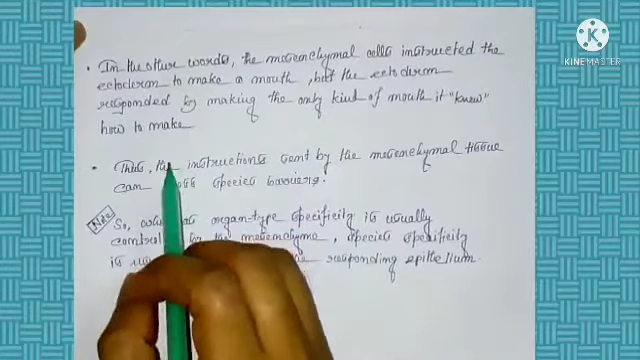 MADE WITH
KINEMASTER
• In the other words, the mesenchymal cells instructed the
ectoderm to make a mouth, but the ectoderm
responded by making the only kind of mouth it "knew"
how to make
• Thus, the instructions sent by the mesenchymal tissue
can species barriers.
Note So, organ-type specificity is usually
the mesenchyme, species specificity
is responding epithelium.